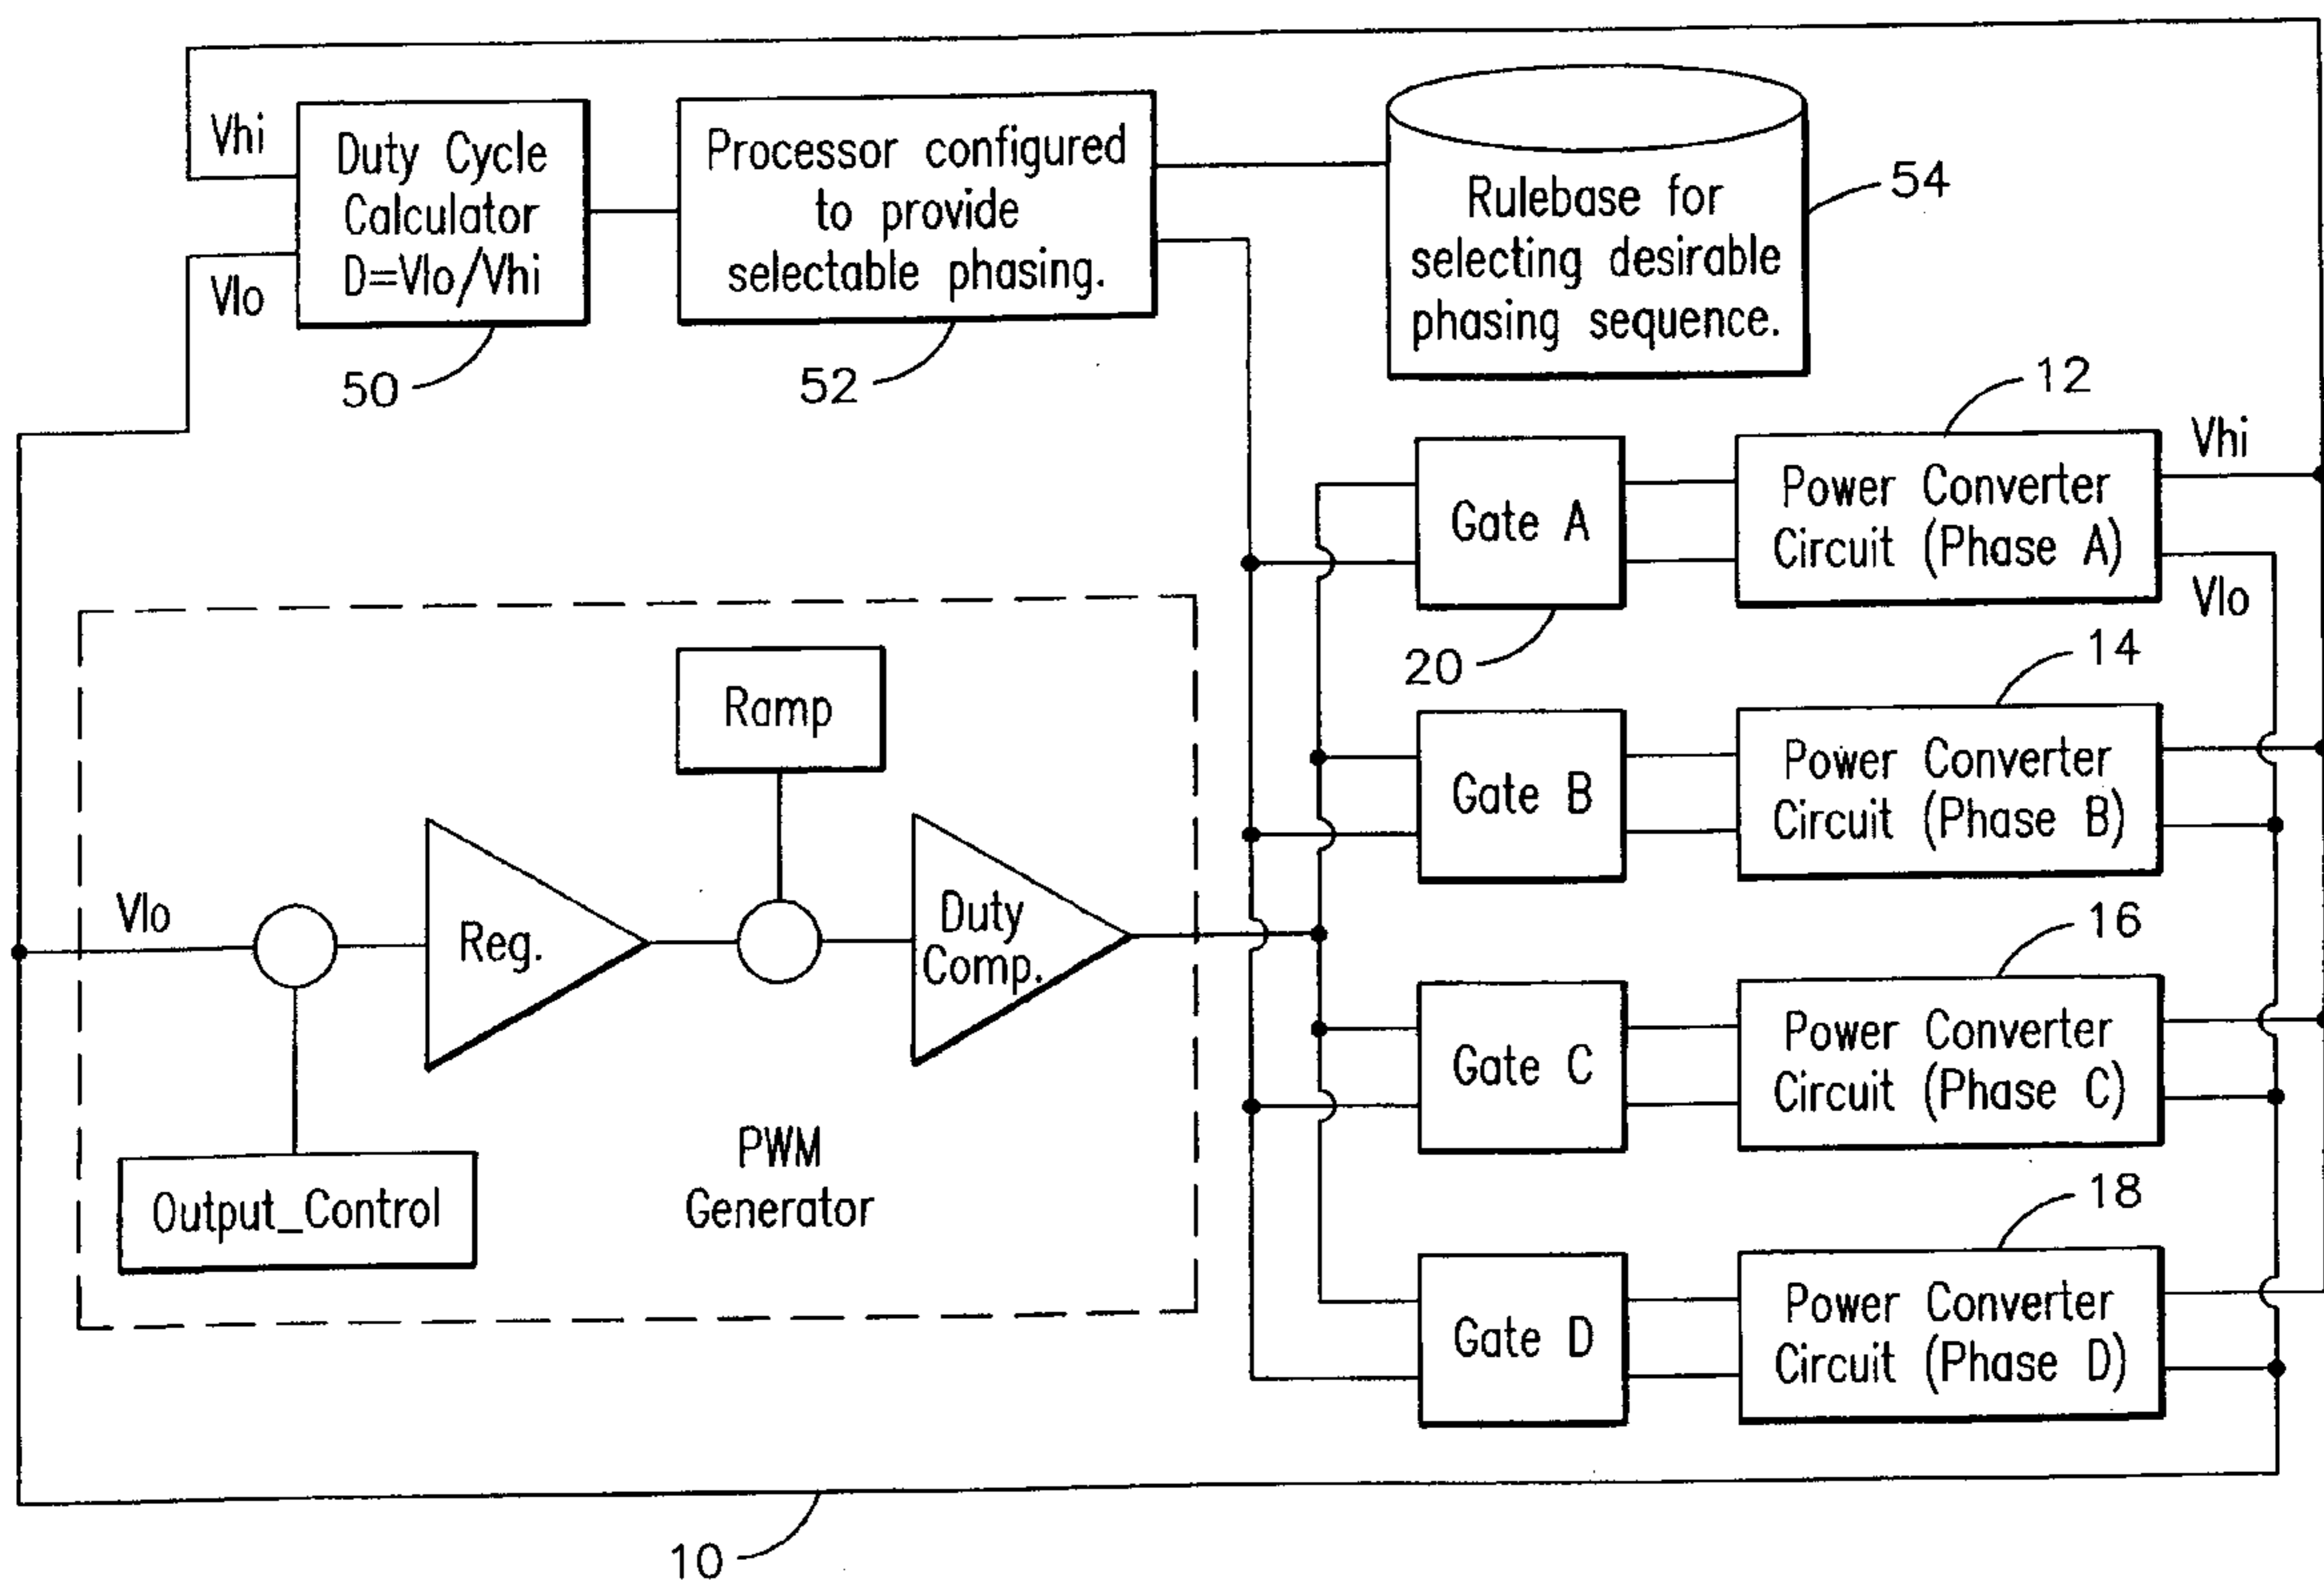 Vhi
Vlo
Duty Cycle
Calculator
D=Vlo/Vhi
50
Processor configured
to provide
selectable phasing.
52
Rulebase for
selecting desirable
phasing sequence.
54
Gate A
20
Power Converter
Circuit (Phase A)
12
Vhi
Vlo
Gate B
Power Converter
Circuit (Phase B)
14
Gate C
Power Converter
Circuit (Phase C)
16
Gate D
Power Converter
Circuit (Phase D)
18
Vlo
Reg.
Ramp
Duty
Comp.
Output_Control
PWM
Generator
10